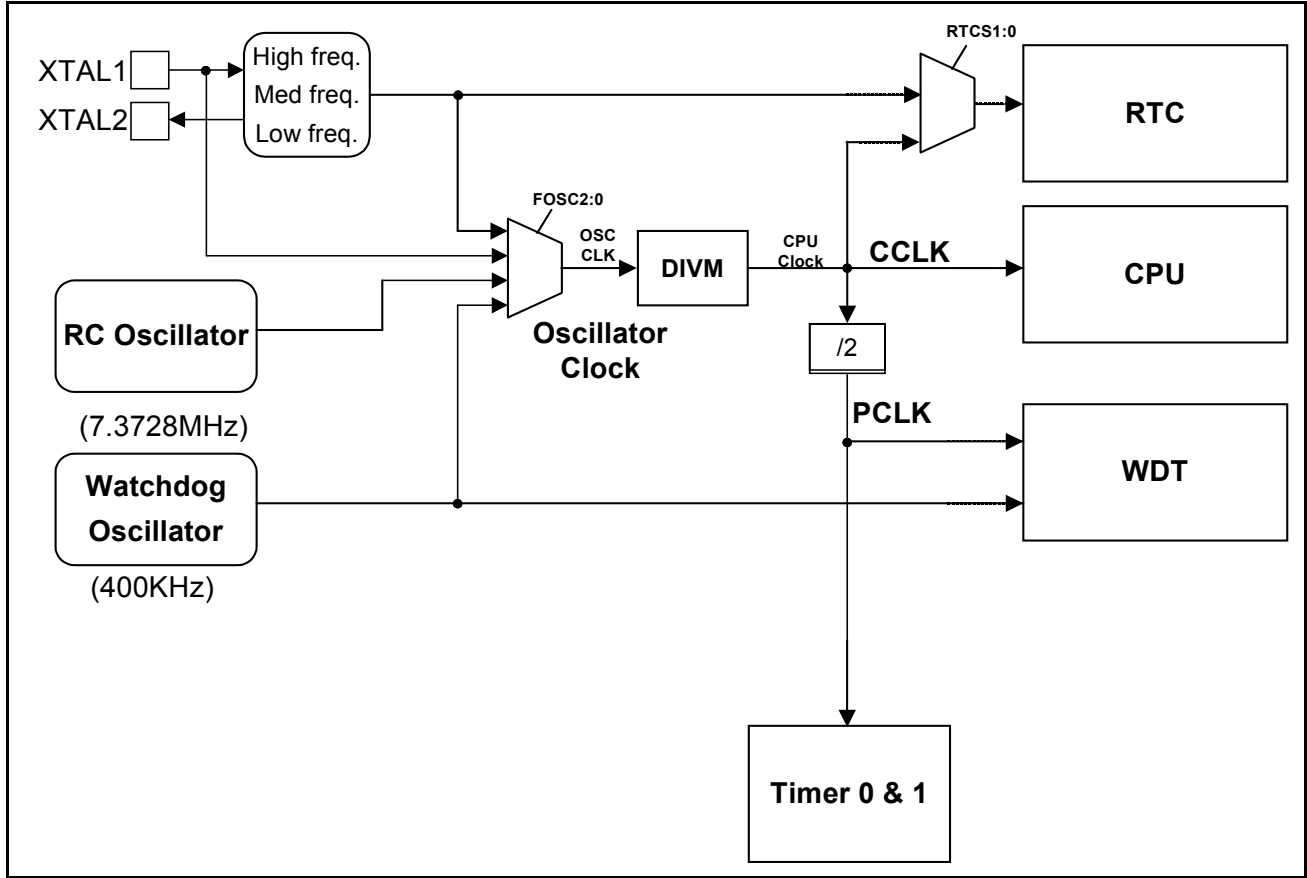 RTCS1:0
XTAL1
High freq.
Med freq.
Low freq.
XTAL2
RTC
FOSC2:0
OSC
CLK
DIVM
CPU
Clock
CCLK
CPU
RC Oscillator
Oscillator
Clock
/2
(7.3728MHz)
PCLK
Watchdog
Oscillator
WDT
(400KHz)
Timer 0 & 1